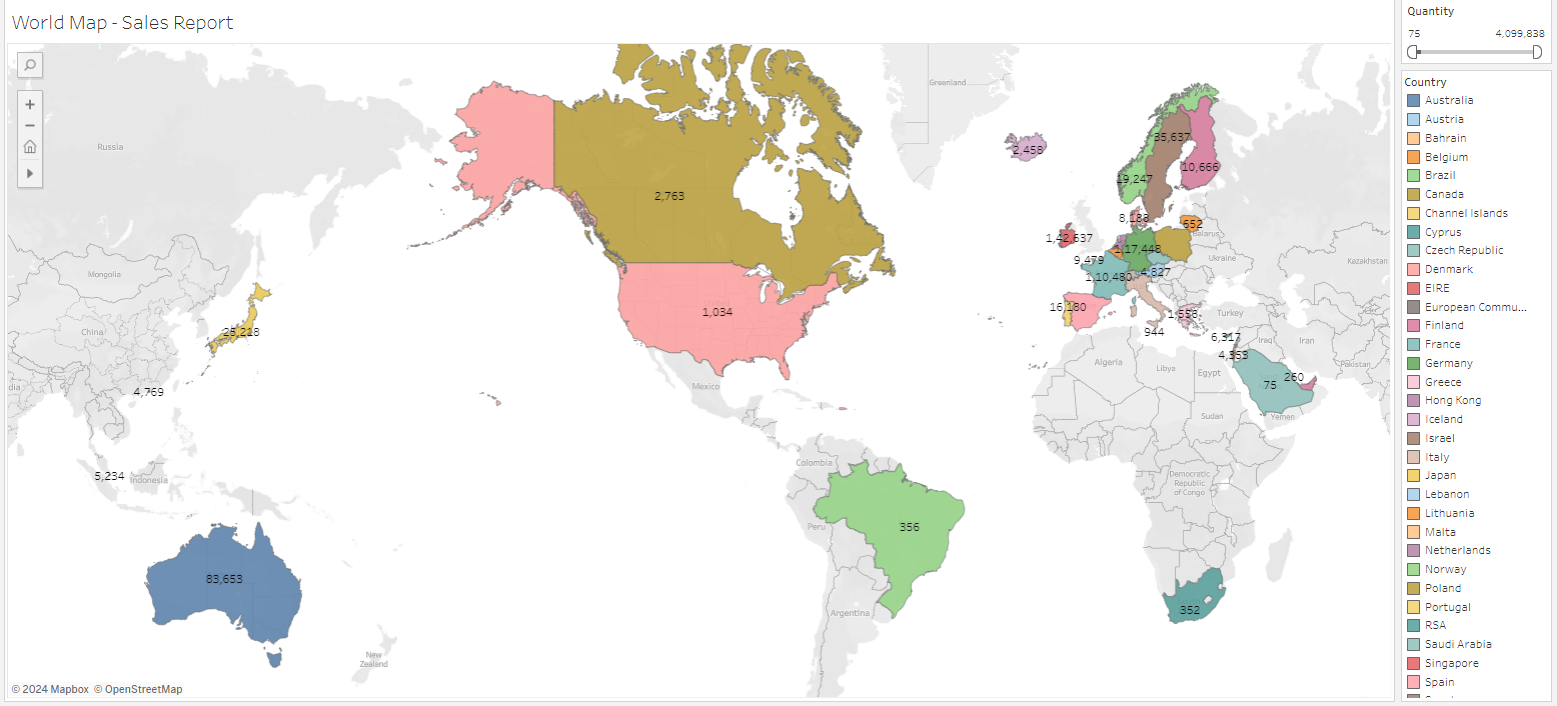 World Map - Sales Report
Greenland
Russia
35,637
2,458
10,666
19,247
2,763
8,188
652
Belarus
1,42,637
1,17,448
Ukraine
9,479
Kazakhstan
Mongolia
4,827
1,10,480
16,180
1,034
1,558
Turkey
China
25,218
944
6,317
Iraq
Iran
4,353
Algeria
Libya
Egypt
Pakistan
75
260
Mexico
4,769
Sudan
Yemen
Colombia
5,234
Indonesia
Democratic
Republic
of Congo
Peru
356
83,653
352
Argentina
New
Zealand
© 2024 Mapbox © OpenStreetMap
Quantity
75 4,099,838
Country
Australia
Austria
Bahrain
Belgium
Brazil
Canada
Channel Islands
Cyprus
Czech Republic
Denmark
EIRE
European Commu...
Finland
France
Germany
Greece
Hong Kong
Iceland
Israel
Italy
Japan
Lebanon
Lithuania
Malta
Netherlands
Norway
Poland
Portugal
RSA
Saudi Arabia
Singapore
Spain